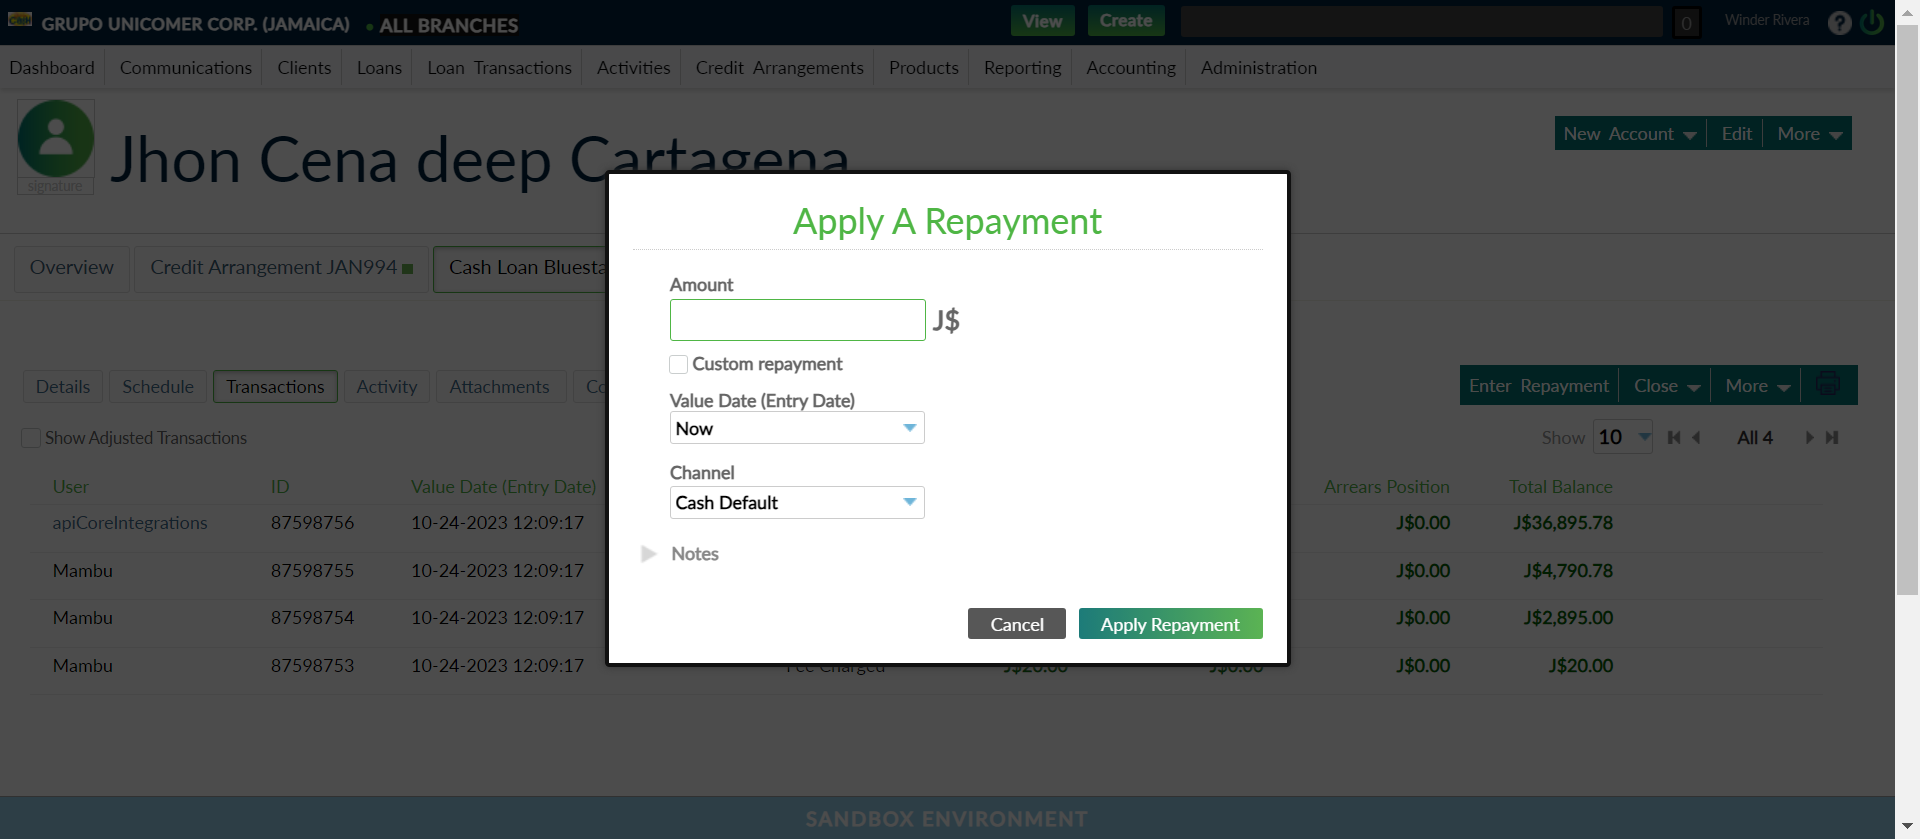 GRUPO UNICOMER CORP. (JAMAICA) ALL BRANCHES View Create 0 Winder Rivera ?
Dashboard Communications Clients Loans Loan Transactions Activities Credit Arrangements Products Reporting Accounting Administration
signature
Jhon Cena deep Cartagena
New Account Edit More
Overview Credit Arrangement JAN994 Cash Loan Bluesta
Apply A Repayment
Amount
J$
Custom repayment
Value Date (Entry Date)
Now
Channel
Cash Default
Notes
Cancel Apply Repayment
Details Schedule Transactions Activity Attachments Co
Enter Repayment Close More
Show Adjusted Transactions
Show 10 All 4
User ID Value Date (Entry Date) Arrears Position Total Balance
apiCoreIntegrations 87598756 10-24-2023 12:09:17 J$0.00 J$36,895.78
Mambu 87598755 10-24-2023 12:09:17 J$0.00 J$4,790.78
Mambu 87598754 10-24-2023 12:09:17 J$0.00 J$2,895.00
Mambu 87598753 10-24-2023 12:09:17 Fee Charged J$20.00 J$0.00 J$0.00 J$20.00
SANDBOX ENVIRONMENT